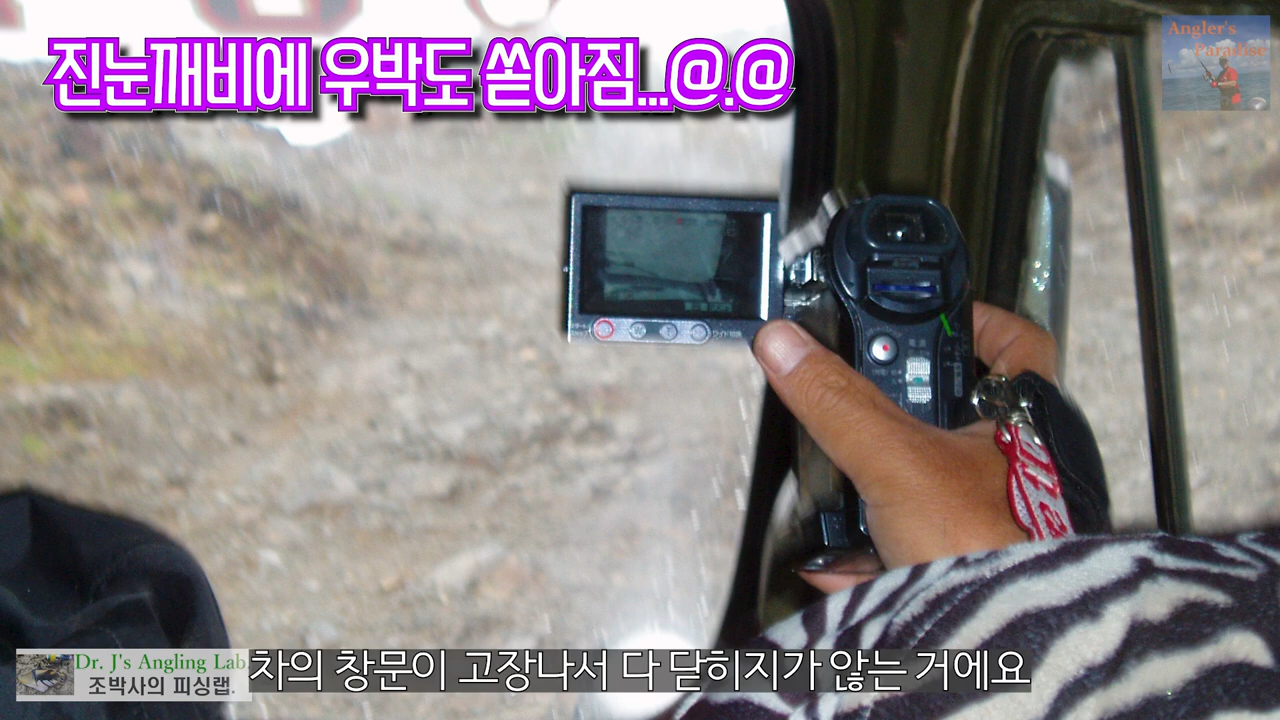 진눈깨비에 우박도 쏟아짐...@.@
Angler's
Paradise
Dr. J's Angling Lab.
조박사의 피싱랩.
차의 창문이 고장나서 다 닫히지가 않는 거에요